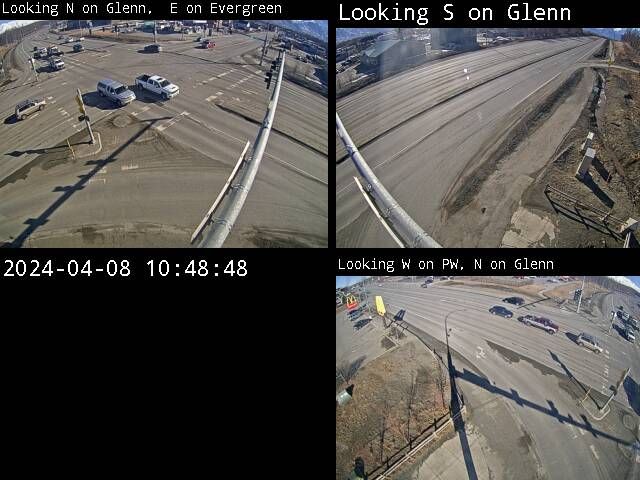 Looking N on Glenn,  E on Evergreen
Looking S on Glenn
2024-04-08 10:48:48
Looking W on PW, N on Glenn